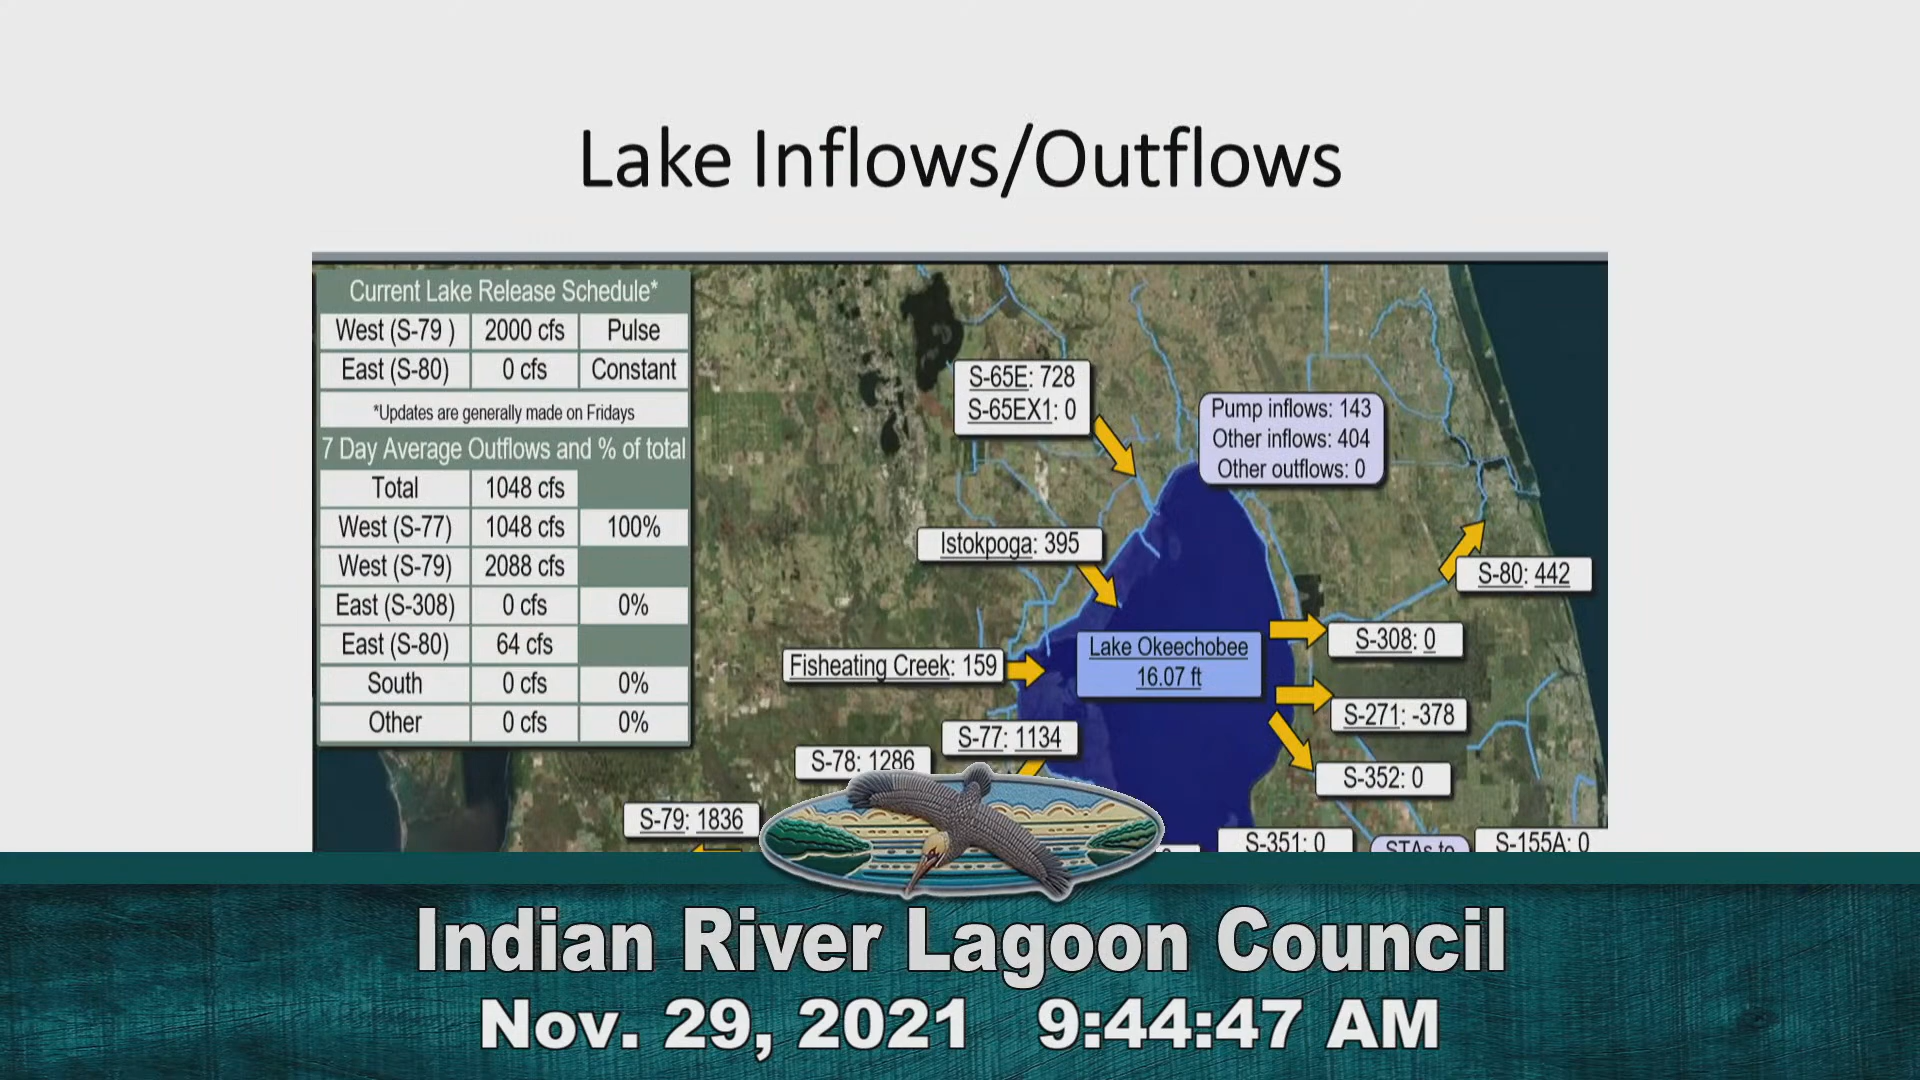 Lake Inflows/Outflows
Current Lake Release Schedule*
West (S-79 ) 2000 cfs Pulse
East (S-80) 0 cfs Constant
*Updates are generally made on Fridays
7 Day Average Outflows and % of total
Total 1048 cfs
West (S-77) 1048 cfs 100%
West (S-79) 2088 cfs
East (S-308) 0 cfs 0%
East (S-80) 64 cfs
South 0 cfs 0%
Other 0 cfs 0%
S-65E: 728
S-65EX1: 0
Pump inflows: 143
Other inflows: 404
Other outflows: 0
Istokpoga: 395
S-80: 442
Lake Okeechobee
16.07 ft
S-308: 0
Fisheating Creek: 159
S-271: -378
S-77: 1134
S-78: 1286
S-352: 0
S-79: 1836
S-351: 0
STAs to
S-155A: 0
Indian River Lagoon Council
Nov. 29, 2021 9:44:47 AM